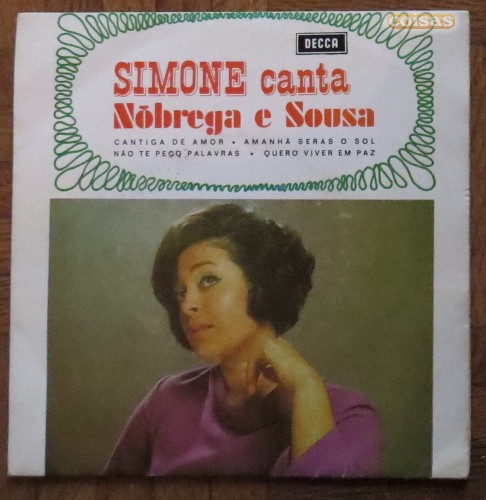 COISAS
DECCA
SIMONE canta
Nóbrega e Sousa
CANTIGA DE AMOR • AMANHÃ SERAS O SOL
NÃO TE PEÇO PALAVRAS • QUERO VIVER EM PAZ